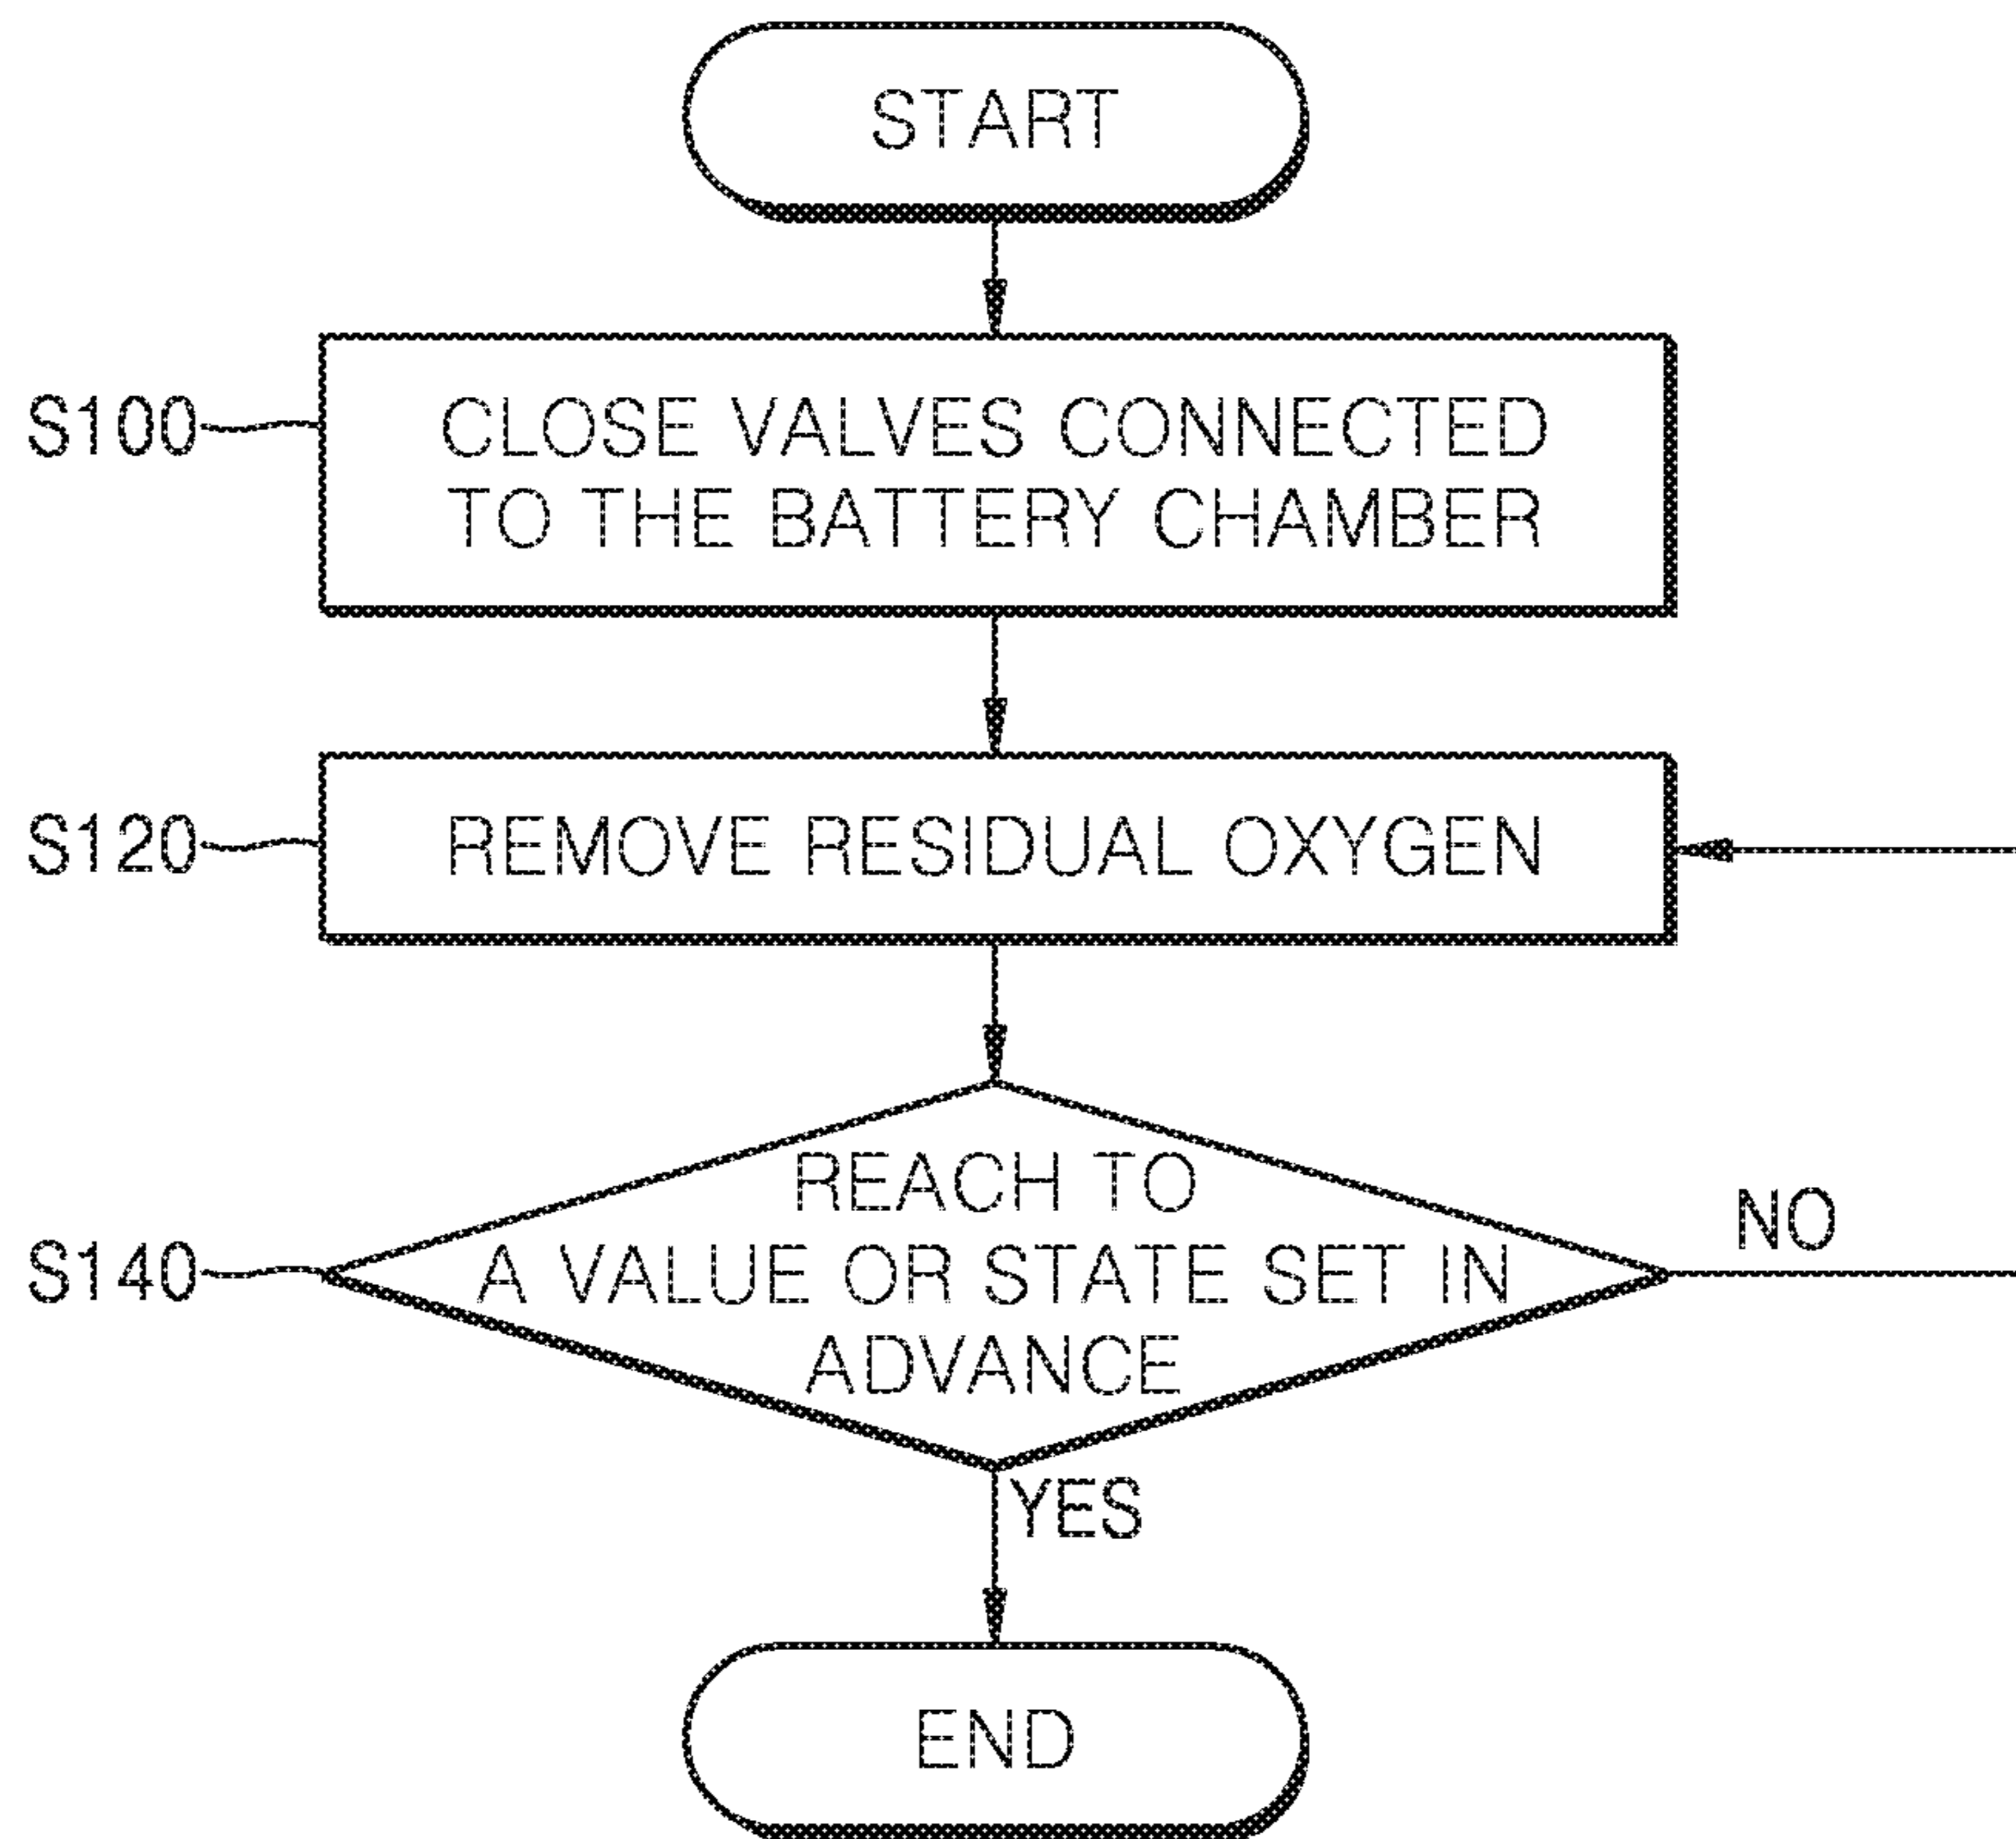 START
S100
CLOSE VALVES CONNECTED
TO THE BATTERY CHAMBER
S120
REMOVE RESIDUAL OXYGEN
REACH TO
S140
A VALUE OR STATE SET IN
ADVANCE
NO
YES
END